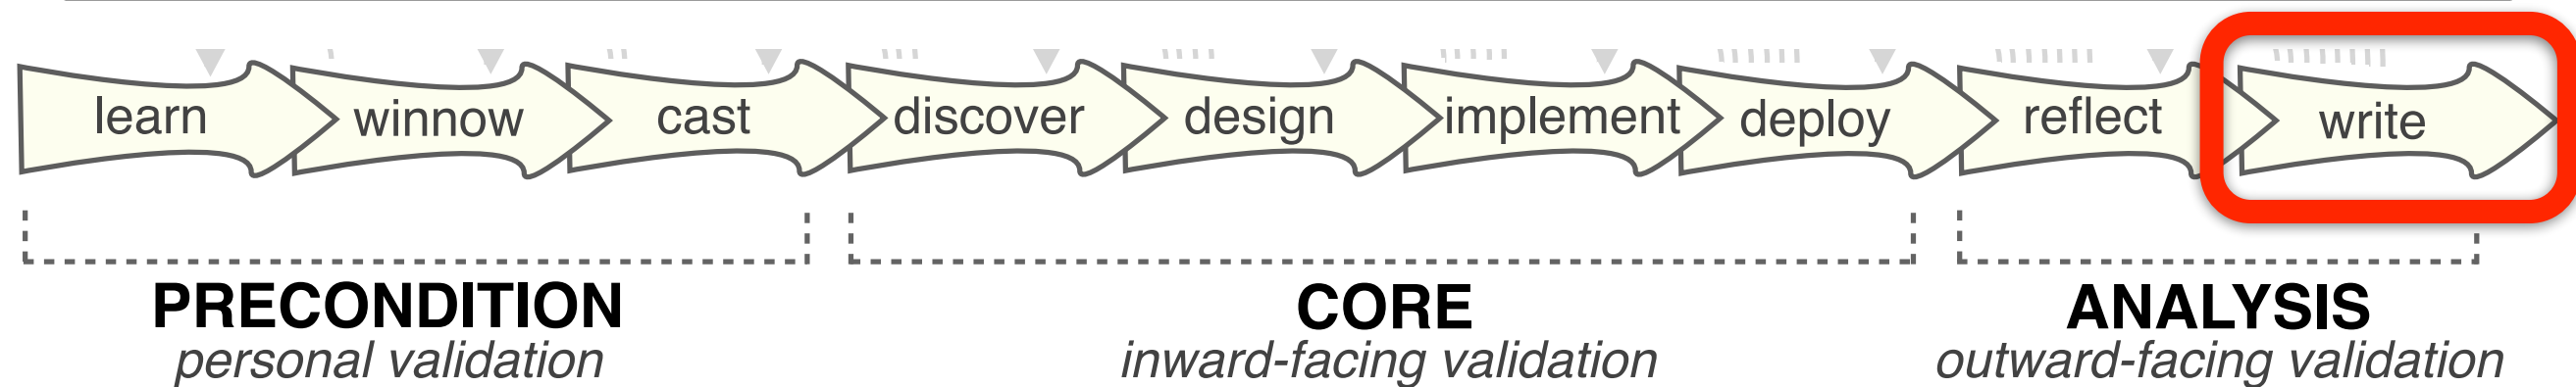 learn winnow cast discover design implement deploy reflect write
PRECONDITION CORE ANALYSIS
personal validation inward-facing validation outward-facing validation